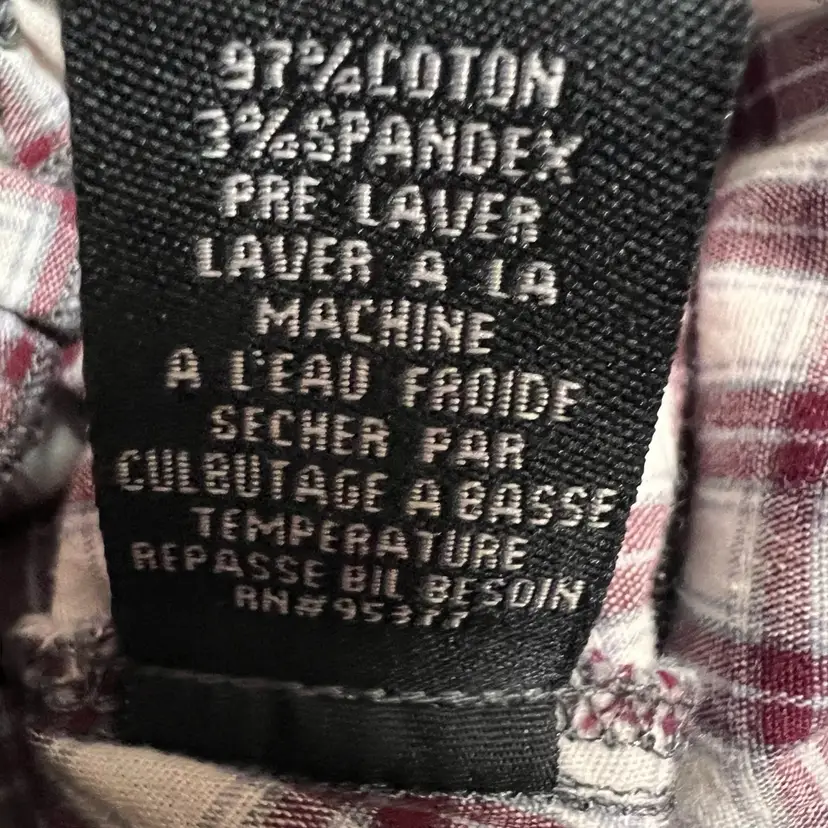 97% COTON
3% SPANDEX
PRE LAVER
LAVER A LA
MACHINE
A L'EAU FROIDE
SECHER PAR
CULBUTAGE A BASSE
TEMPERATURE
REPASSE BIL BESOIN
RN# 95377